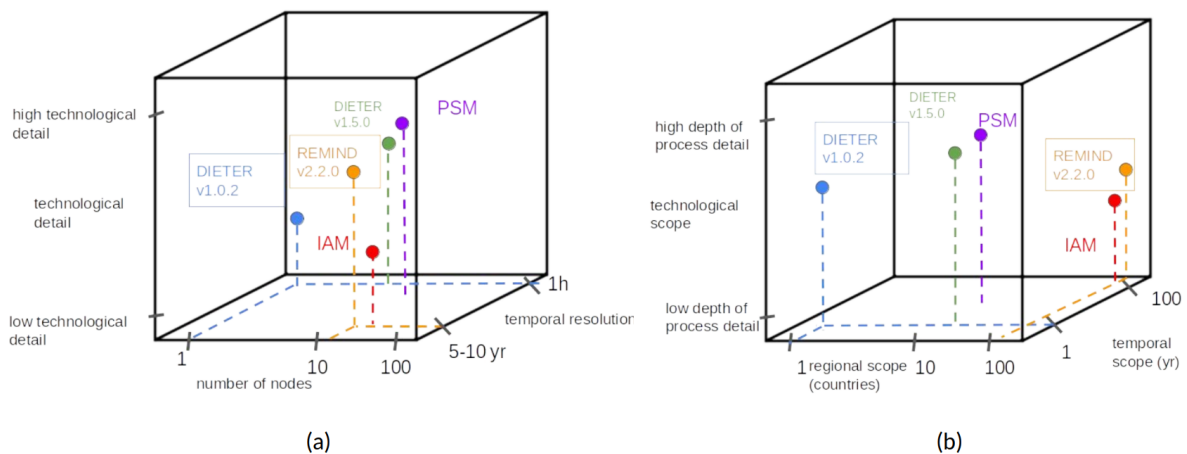 high technological
detail
technological
detail
low technological
detail
DIETER
v1.0.2
REMIND
v2.2.0
DIETER
v1.5.0
PSM
IAM
1h
temporal resolution
5-10 yr
1
10
100
number of nodes
(a)
high depth of
process detail
technological
scope
low depth of
process detail
DIETER
v1.0.2
DIETER
v1.5.0
PSM
REMIND
v2.2.0
IAM
100
temporal
scope (yr)
1
1
regional scope
(countries)
10
100
(b)